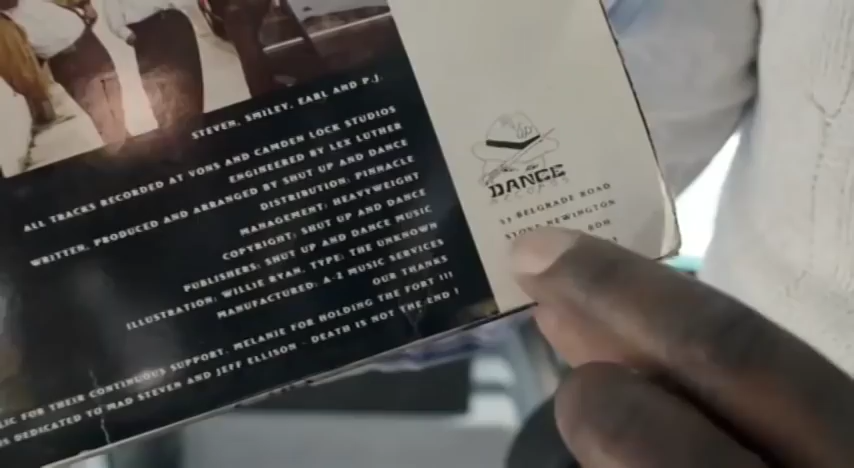 STEVEN, SMILEY, EARL AND P.J.
ALL TRACKS RECORDED AT VONS AND CAMDEN LOCK STUDIOS
ENGINEERED BY LEX LUTHER
WRITTEN, PRODUCED AND ARRANGED BY SHUT UP AND DANCE
DISTRIBUTION: PINNACLE
MANAGEMENT: HEAVYWEIGHT
COPYRIGHT: SHUT UP AND DANCE
PUBLISHERS: SHUT UP AND DANCE MUSIC
ILLUSTRATION: WILLIE RYAN. TYPE: THE UNKNOWN
MANUFACTURED: A-Z MUSIC SERVICES
OUR THANKS
LIC FOR THEIR CONTINUOUS SUPPORT. MELANIE FOR HOLDING THE FORT !!!
DEDICATED TO MAD STEVEN AND JEFF ELLISON - DEATH IS NOT THE END !
DANCE
RECORDS
BELGRADE ROAD
STOKE NEWINGTON
8DH